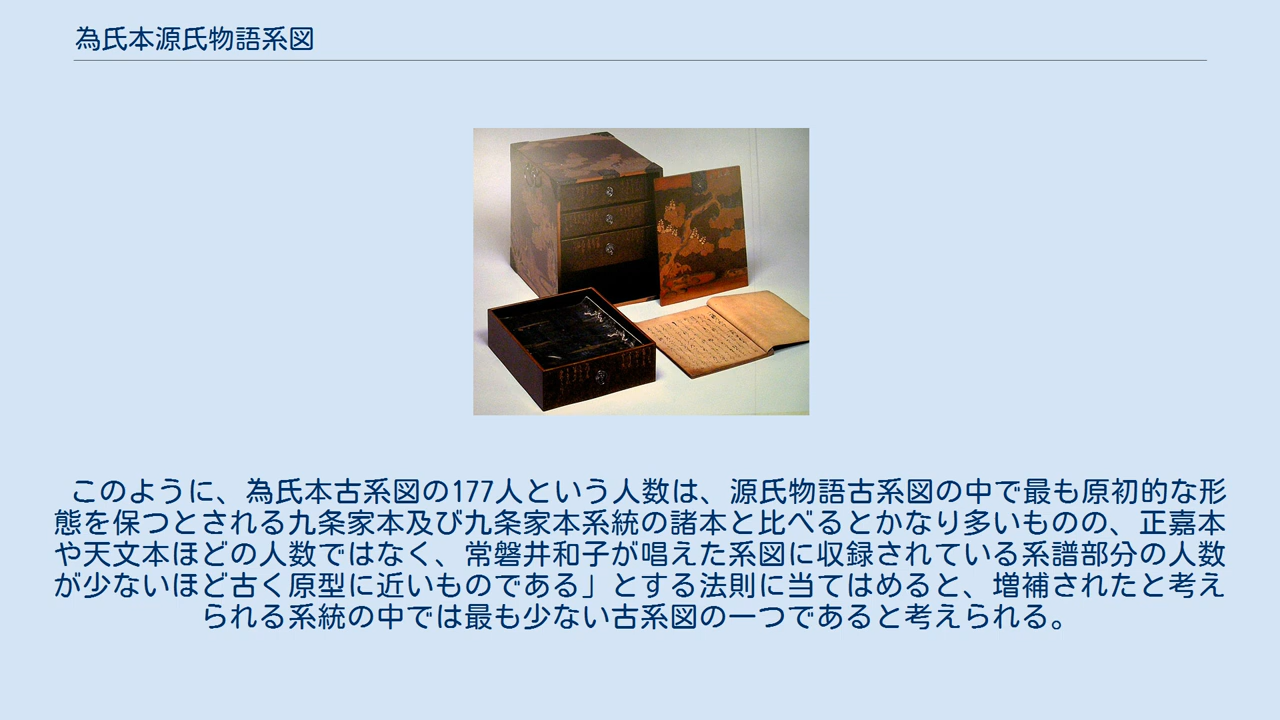 為氏本源氏物語系図
このように、為氏本古系図の177人という人数は、源氏物語古系図の中で最も原初的な形
態を保つとされる九条家本及び九条家本系統の諸本と比べるとかなり多いものの、正嘉本
や天文本ほどの人数ではなく、常磐井和子が唱えた系図に収録されている系譜部分の人数
が少ないほど古く原型に近いものである」とする法則に当てはめると、増補されたと考え
られる系統の中では最も少ない古系図の一つであると考えられる。